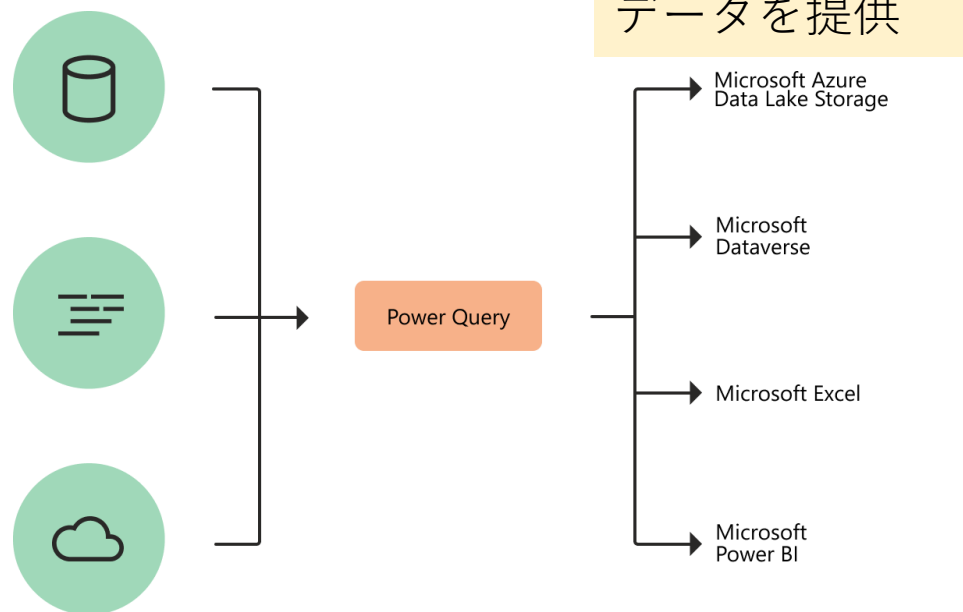 データを提供
Microsoft Azure
Data Lake Storage
Microsoft
Dataverse
Power Query
Microsoft Excel
Microsoft
Power BI